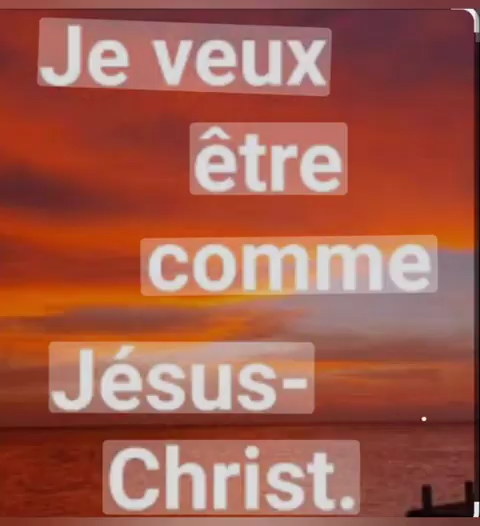 Je veux
être
comme
Jésus-
Christ.